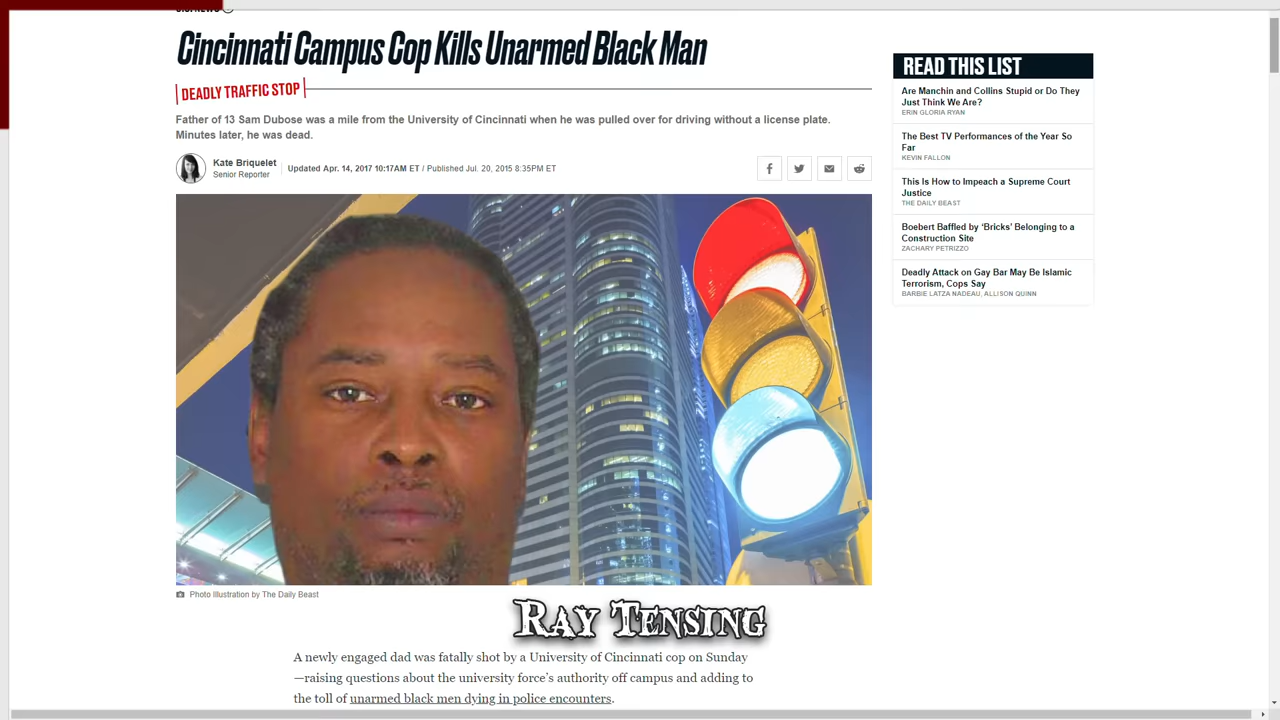 Cincinnati Campus Cop Kills Unarmed Black Man
DEADLY TRAFFIC STOP
Father of 13 Sam Dubose was a mile from the University of Cincinnati when he was pulled over for driving without a license plate.
Minutes later, he was dead.
Kate Briquelet
Senior Reporter
Updated Apr. 14, 2017 10:17AM ET / Published Jul. 20, 2015 8:35PM ET
Photo Illustration by The Daily Beast
RAY TENSING
A newly engaged dad was fatally shot by a University of Cincinnati cop on Sunday
—raising questions about the university force's authority off campus and adding to
the toll of unarmed black men dying in police encounters.
READ THIS LIST
Are Manchin and Collins Stupid or Do They
Just Think We Are?
ERIN GLORIA RYAN
The Best TV Performances of the Year So
Far
KEVIN FALLON
This Is How to Impeach a Supreme Court
Justice
THE DAILY BEAST
Boebert Baffled by ‘Bricks’ Belonging to a
Construction Site
ZACHARY PETRIZZO
Deadly Attack on Gay Bar May Be Islamic
Terrorism, Cops Say
BARBIE LATZA NADEAU, ALLISON QUINN